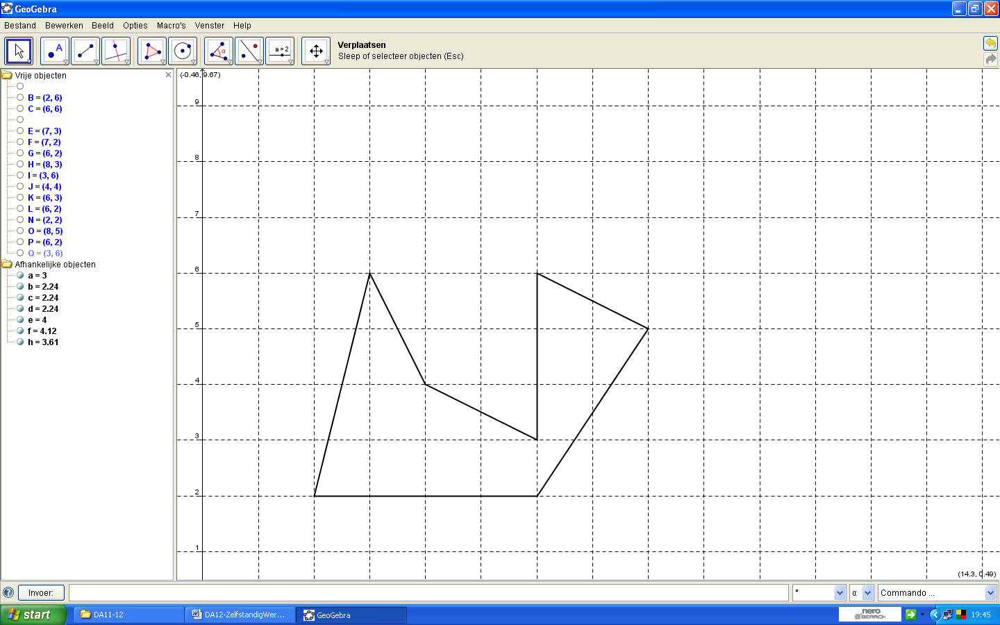 GeoGebra
Bestand Bewerken Beeld Opties Macro's Venster Help
A
α
a = 2
Verplaatsen
Sleep of selecteer objecten (Esc)
Vrije objecten
B = (2, 6)
C = (6, 6)
E = (7, 3)
F = (7, 2)
G = (6, 2)
H = (8, 3)
I = (3, 6)
J = (4, 4)
K = (6, 3)
L = (6, 2)
N = (2, 2)
O = (8, 5)
P = (6, 2)
Q = (3, 6)
Afhankelijke objecten
a = 3
b = 2.24
c = 2.24
d = 2.24
e = 4
f = 4.12
h = 3.61
(-0.46, 9.67)
9
8
7
6
5
4
3
2
1
(14.3, 0.49)
Invoer:
°
α
Commando ...
start
DA11-12
DA12-ZelfstandigWer...
GeoGebra
nero
SEARCH
19:45